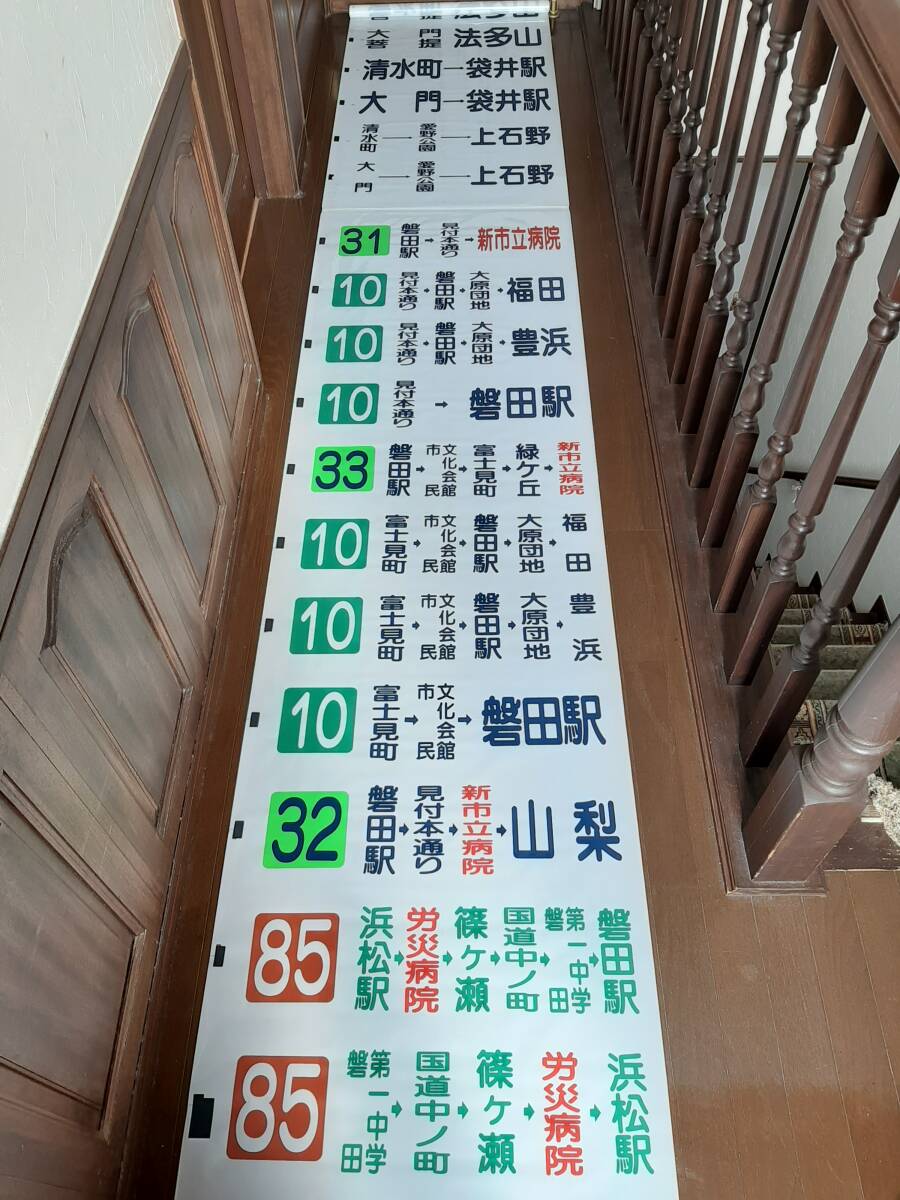 大菩提 門 法多山
清水町→袋井駅
大門→袋井駅
清水町→愛野公園→上石野
大門→愛野公園→上石野
31 磐田駅→見付本通り→新市立病院
10 見付本通り→磐田駅→大原団地→福田
10 見付本通り→磐田駅→大原団地→豊浜
10 見付本通り→磐田駅
33 磐田駅→市民文化会館→富士見町→緑ケ丘→新市立病院
10 富士見町→市民文化会館→磐田駅→大原団地→福田
10 富士見町→市民文化会館→磐田駅→大原団地→豊浜
10 富士見町→市民文化会館→磐田駅
32 磐田駅→見付本通り→新市立病院→山梨
85 浜松駅→労災病院→篠ヶ瀬→国道中ノ町→磐田第一中学→磐田駅
85 磐田第一中学→国道中ノ町→篠ヶ瀬→労災病院→浜松駅